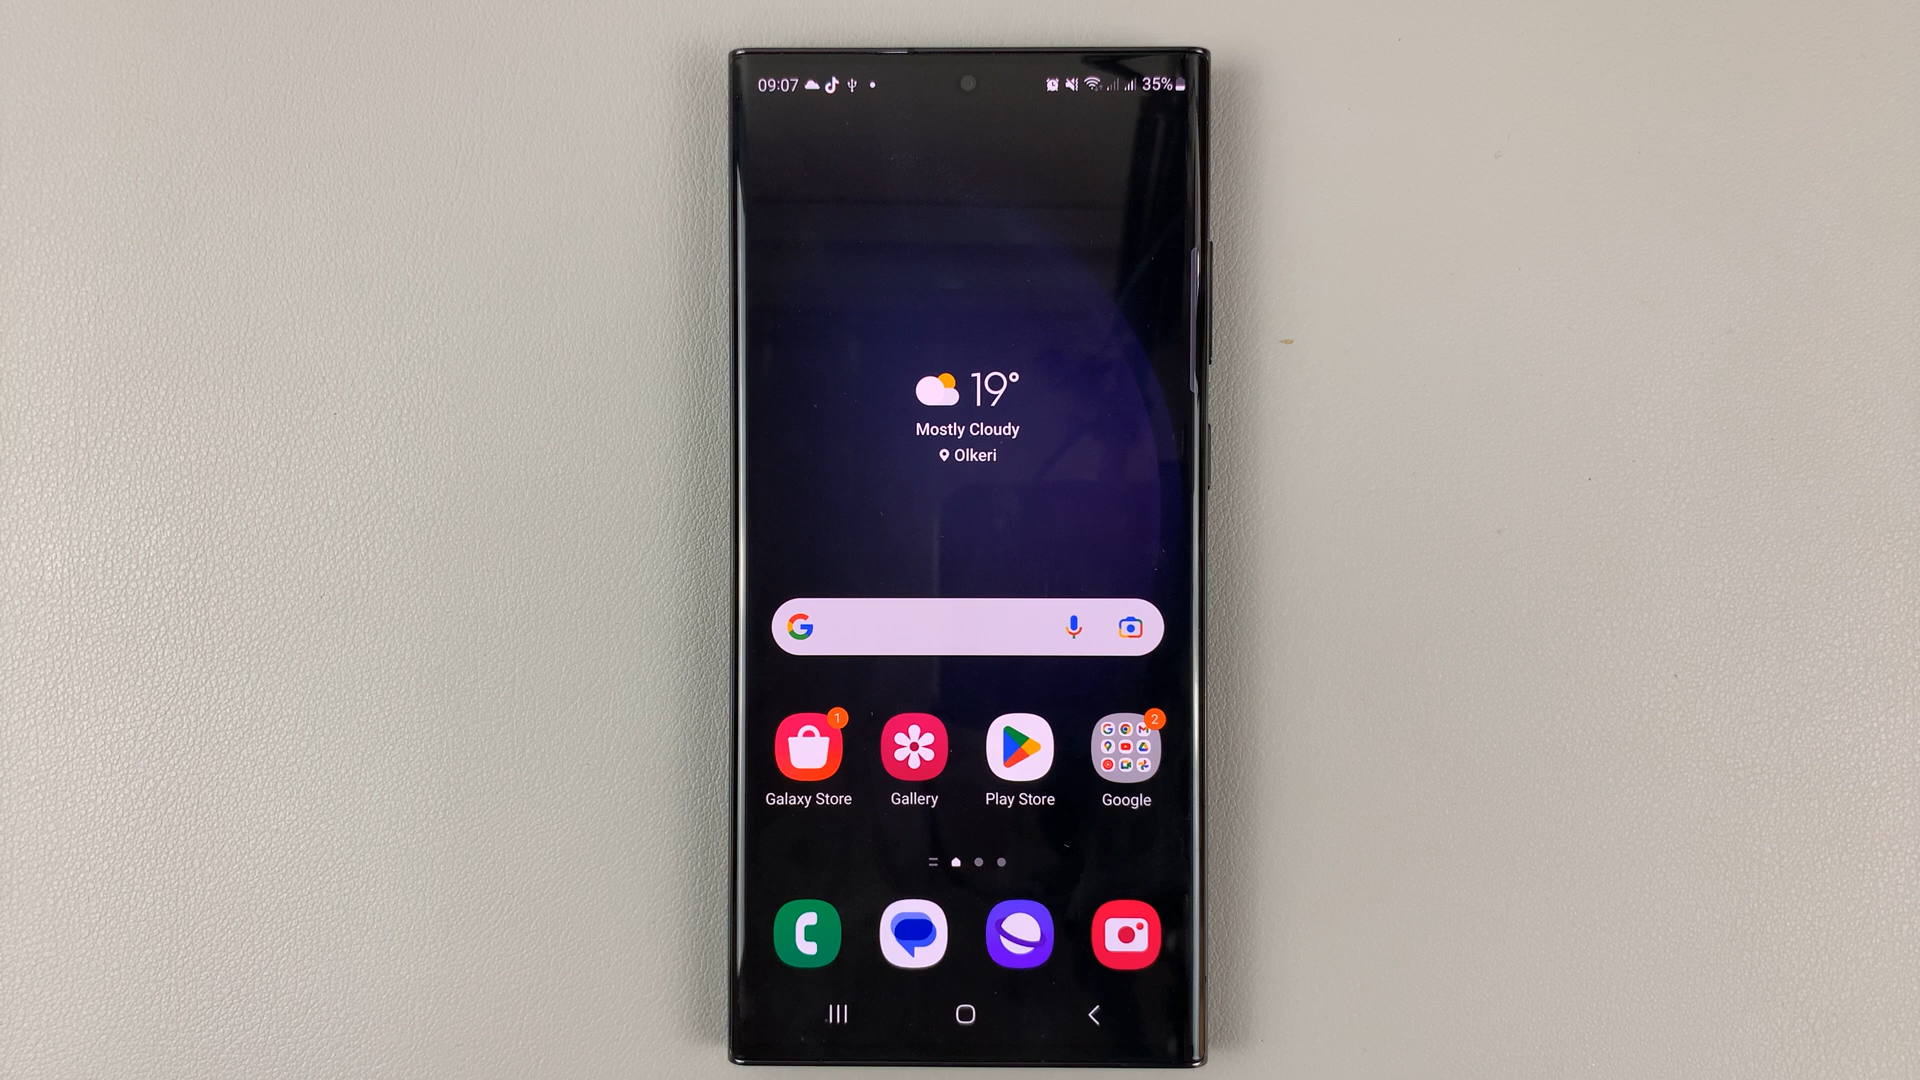 09:07
35%
19°
Mostly Cloudy
Olkeri
1
2
Galaxy Store
Gallery
Play Store
Google